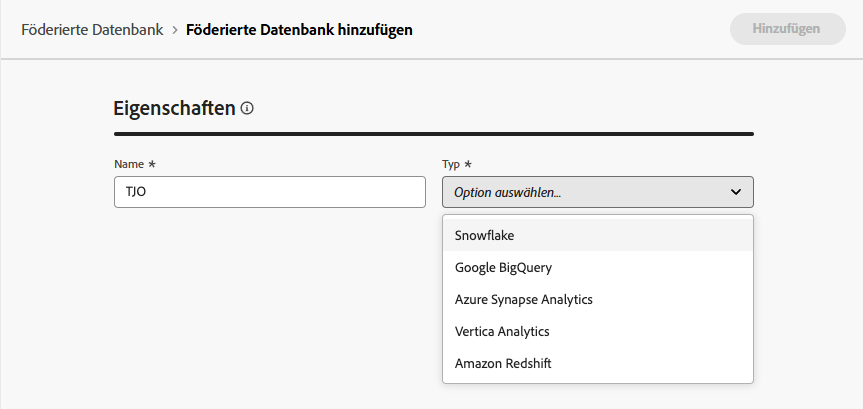 Föderierte Datenbank > Föderierte Datenbank hinzufügen
Hinzufügen
Eigenschaften
Name *
Typ *
TJO
Option auswählen...
Snowflake
Google BigQuery
Azure Synapse Analytics
Vertica Analytics
Amazon Redshift